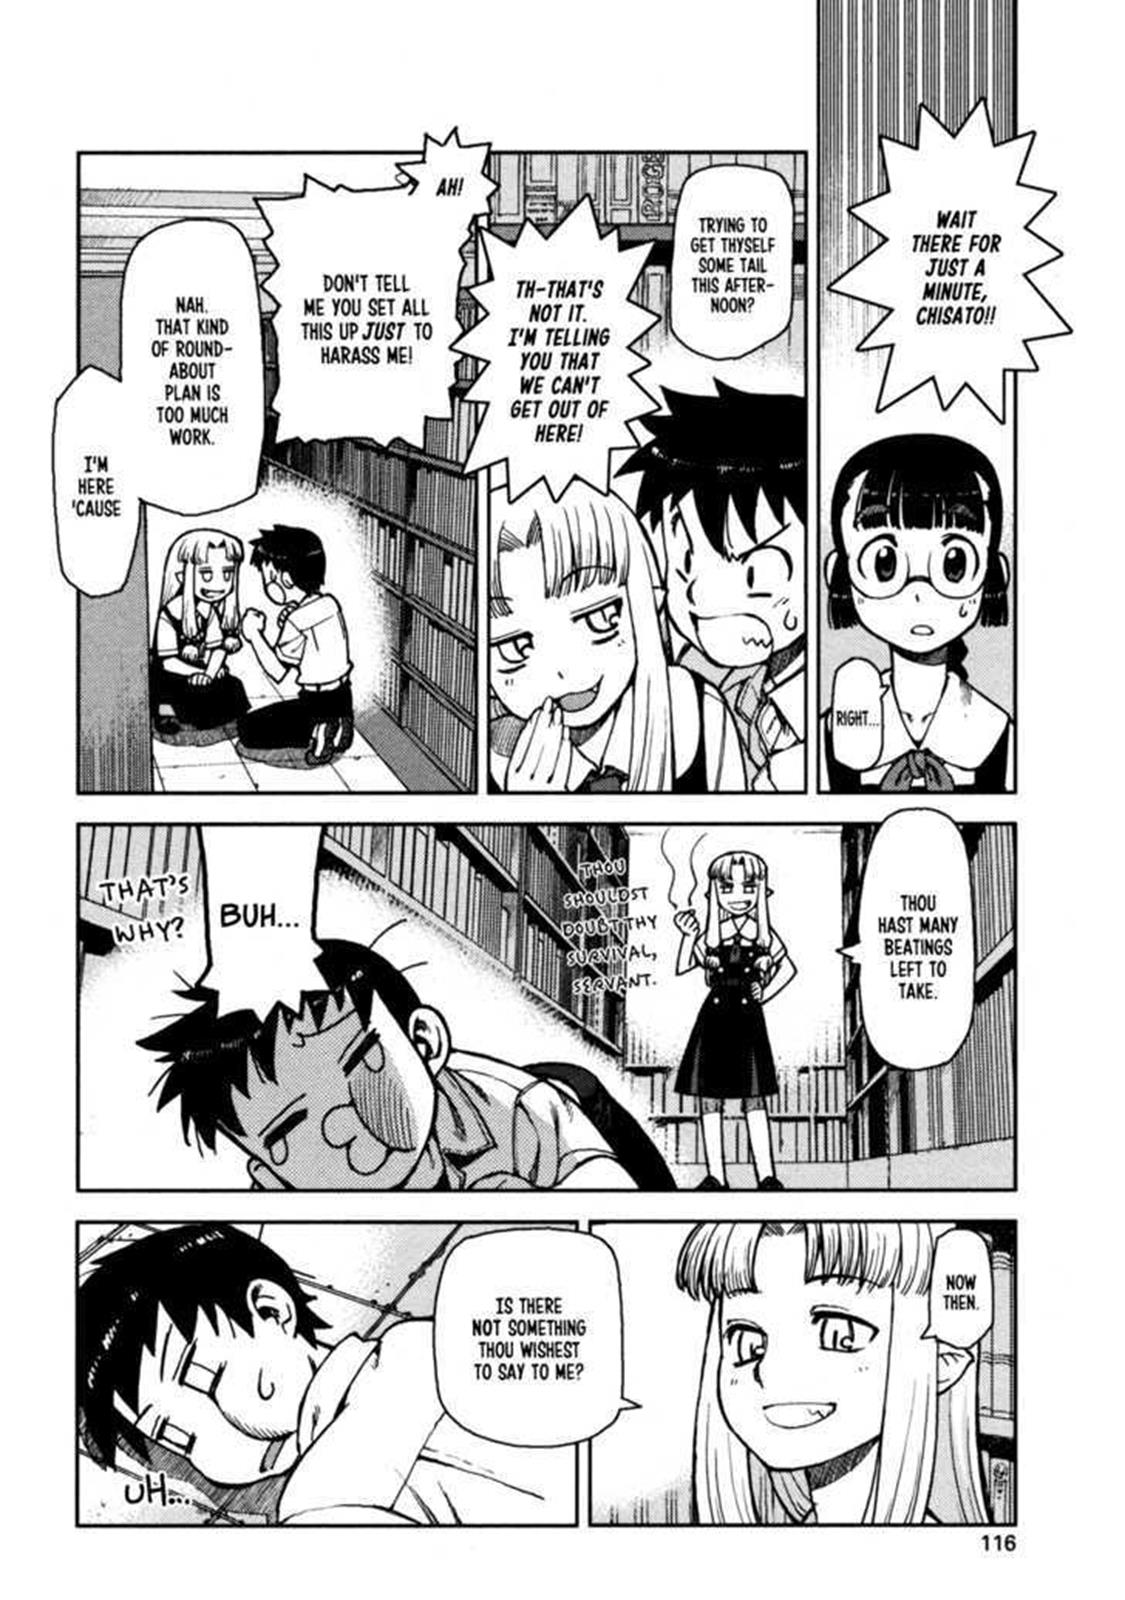 WAIT
THERE FOR
JUST A
MINUTE,
CHISATO!!
RIGHT...
TRYING TO
GET THYSELF
SOME TAIL
THIS AFTER-
NOON?
TH-THAT'S
NOT IT.
I'M TELLING
YOU THAT
WE CAN'T
GET OUT OF
HERE!
AH!
DON'T TELL
ME YOU SET ALL
THIS UP JUST TO
HARASS ME!
NAH.
THAT KIND
OF ROUND-
ABOUT
PLAN IS
TOO MUCH
WORK.
I'M
HERE
'CAUSE
THOU
HAST MANY
BEATINGS
LEFT TO
TAKE.
THOU
SHOULDST
DOUBT THY
SURVIVAL,
SERVANT.
BUH...
THAT'S
WHY?
NOW
THEN.
IS THERE
NOT SOMETHING
THOU WISHEST
TO SAY TO ME?
UH...
116